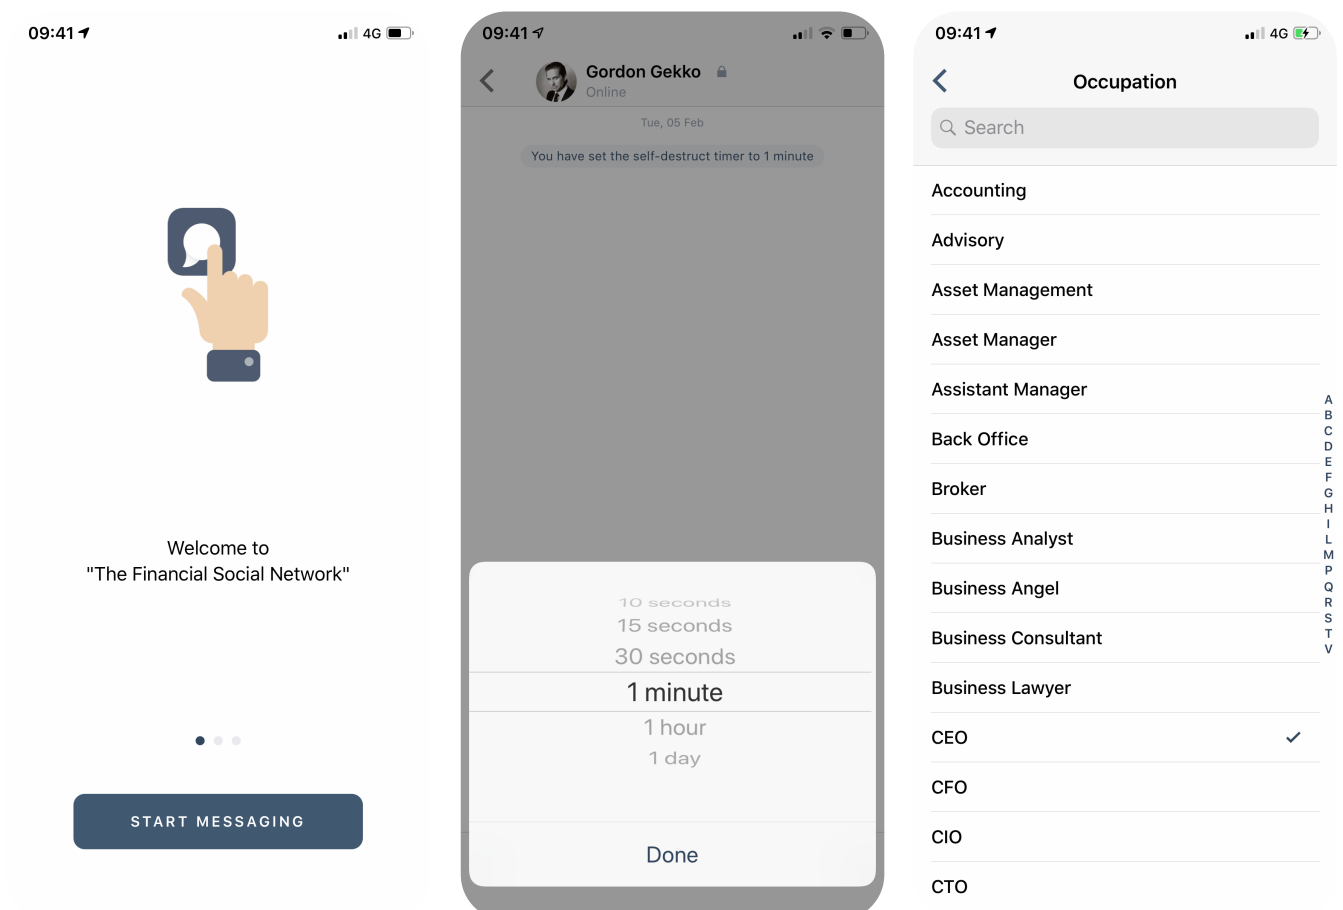 09:41
4G
Welcome to
"The Financial Social Network"
START MESSAGING
09:41
Gordon Gekko
Online
Tue, 05 Feb
You have set the self-destruct timer to 1 minute
10 seconds
15 seconds
30 seconds
1 minute
1 hour
1 day
Done
09:41
4G
Occupation
Search
Accounting
Advisory
Asset Management
Asset Manager
Assistant Manager
Back Office
Broker
Business Analyst
Business Angel
Business Consultant
Business Lawyer
CEO
CFO
CIO
CTO
A
B
C
D
E
F
G
H
I
L
M
P
Q
R
S
T
V